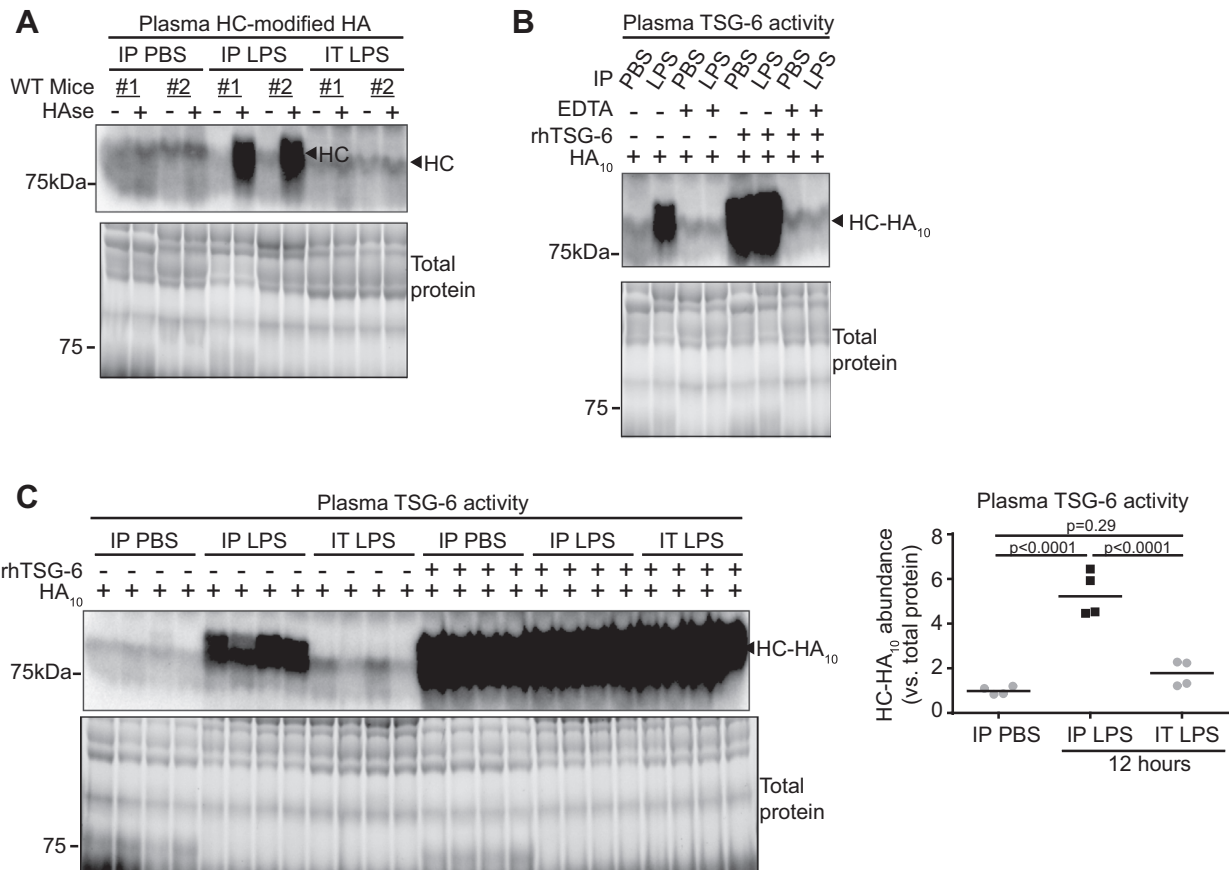 A
Plasma HC-modified HA
IP PBS IP LPS IT LPS
WT Mice #1 #2 #1 #2 #1 #2
HAse - + - + - + - + - + - +
HC
HC
75kDa
Total
protein
75
B
Plasma TSG-6 activity
IP PBS LPS PBS LPS PBS LPS PBS LPS
EDTA - - + + - - + +
rhTSG-6 - - - - + + + +
HA10 + + + + + + + +
HC-HA10
75kDa
Total
protein
75
C
Plasma TSG-6 activity
IP PBS IP LPS IT LPS IP PBS IP LPS IT LPS
rhTSG-6 - - - - - - - - - - - - + + + + + + + + + + + +
HA10 + + + + + + + + + + + + + + + + + + + + + + + +
HC-HA10
75kDa
Total
protein
75
Plasma TSG-6 activity
p=0.29
p<0.0001 p<0.0001
HC-HA10 abundance
(vs. total protein)
8
6
4
2
0
IP PBS IP LPS IT LPS
12 hours